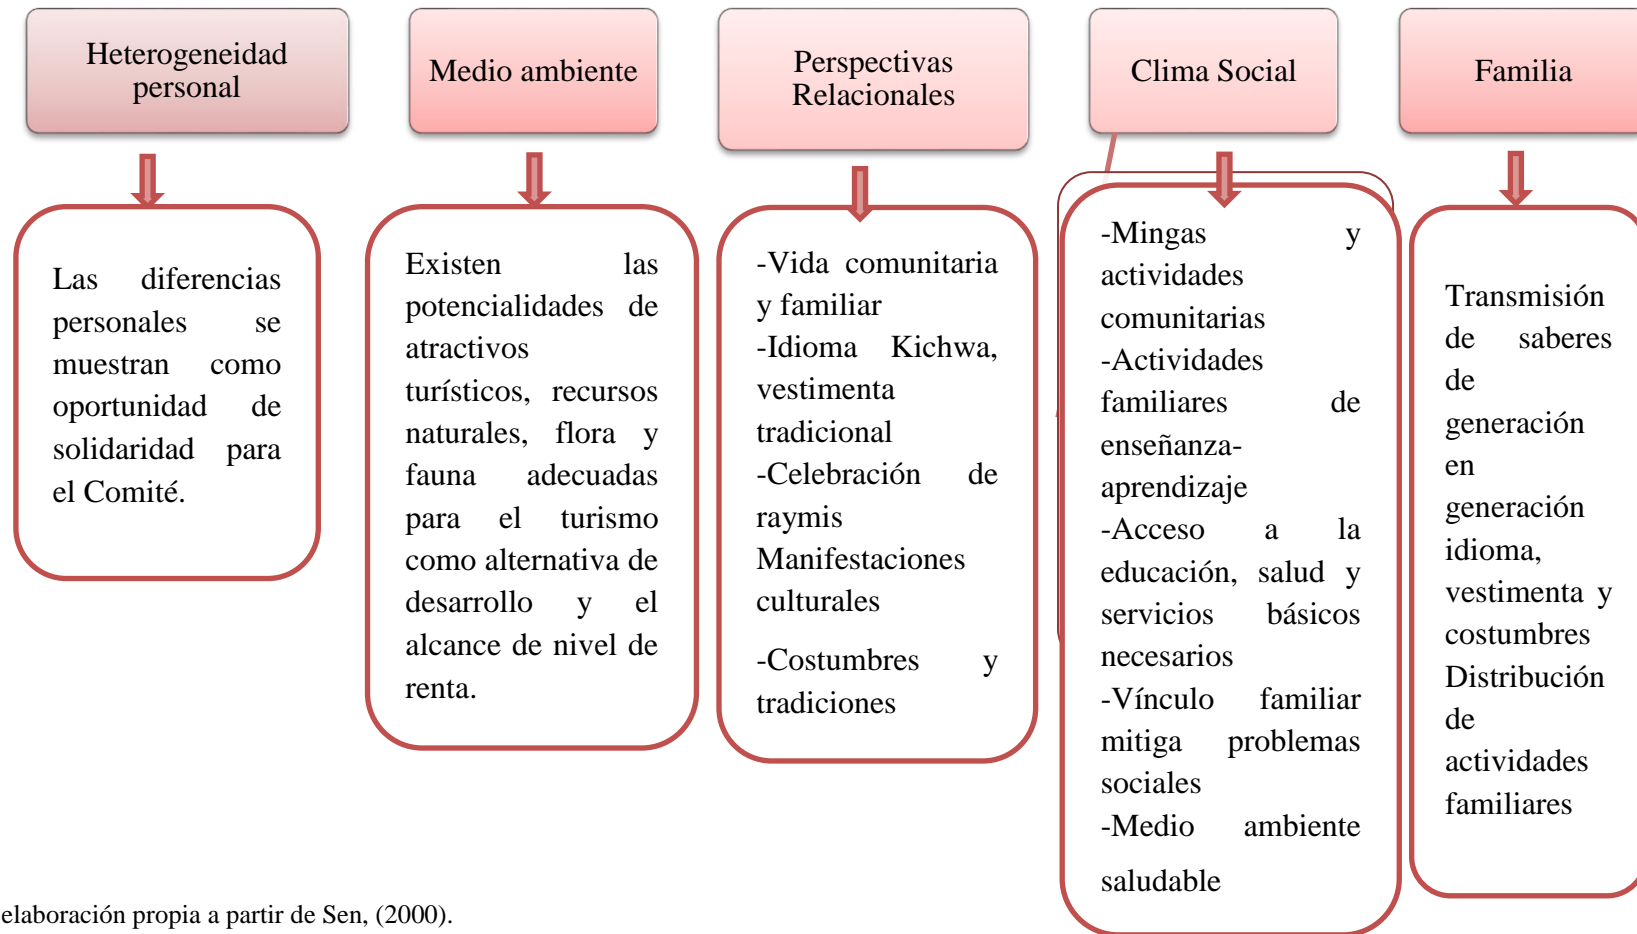 Heterogeneidad
personal
Medio ambiente
Perspectivas
Relacionales
Clima Social
Familia
Las diferencias
personales se
muestran como
oportunidad de
solidaridad para
el Comité.
Existen las
potencialidades de
atractivos
turísticos, recursos
naturales, flora y
fauna adecuadas
para el turismo
como alternativa de
desarrollo y el
alcance de nivel de
renta.
-Vida comunitaria
y familiar
-Idioma Kichwa,
vestimenta
tradicional
-Celebración de
raymis
Manifestaciones
culturales
-Costumbres y
tradiciones
-Mingas y
actividades
comunitarias
-Actividades
familiares de
enseñanza-
aprendizaje
-Acceso a la
educación, salud y
servicios básicos
necesarios
-Vínculo familiar
mitiga problemas
sociales
-Medio ambiente
saludable
Transmisión
de saberes
de
generación
en
generación
idioma,
vestimenta y
costumbres
Distribución
de
actividades
familiares
elaboración propia a partir de Sen, (2000).